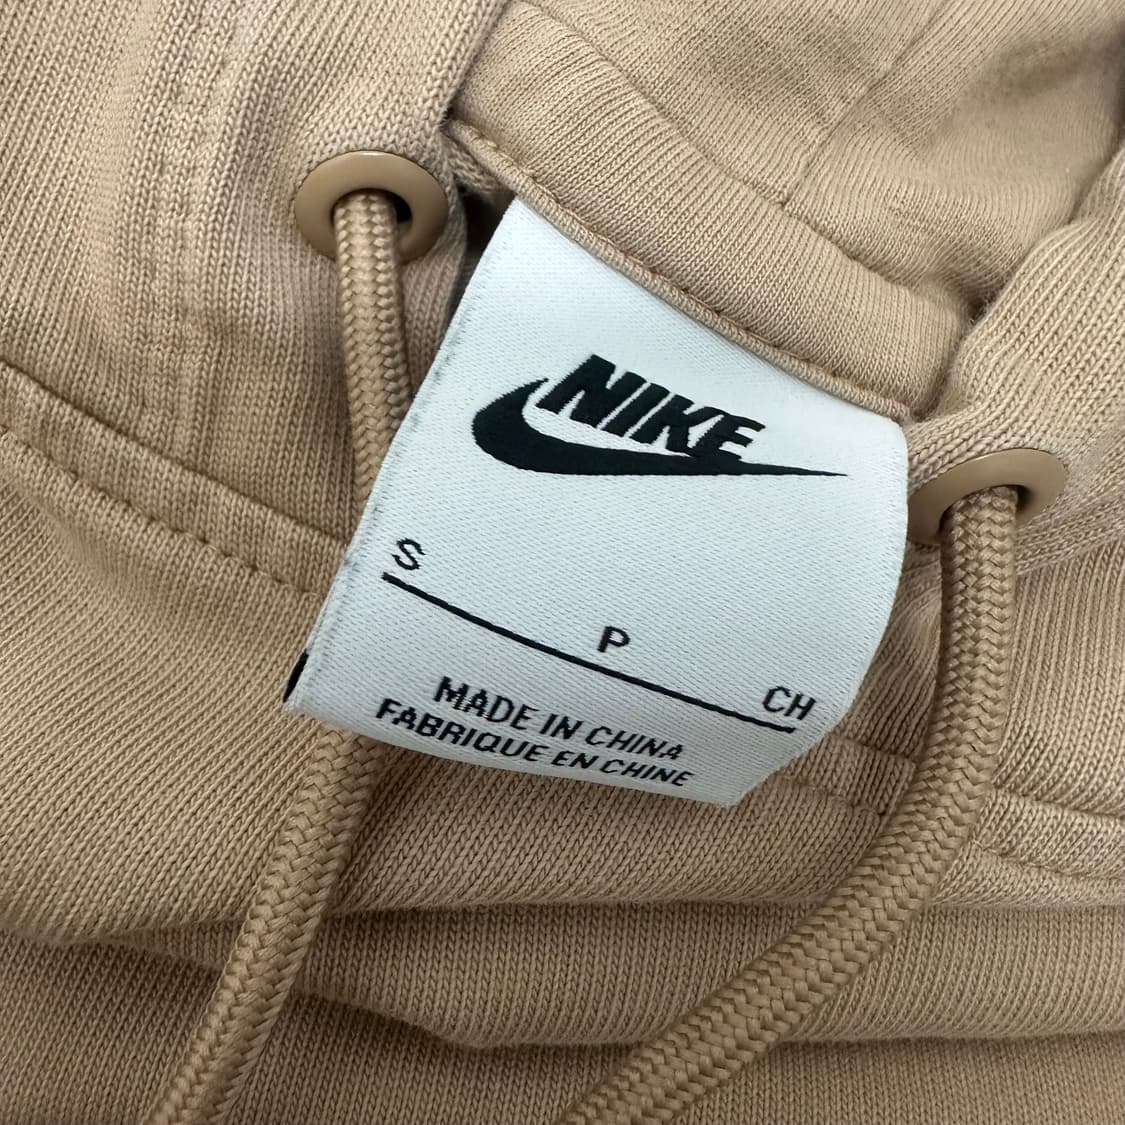 NIKE
S
P
CH
MADE IN CHINA
FABRIQUE EN CHINE